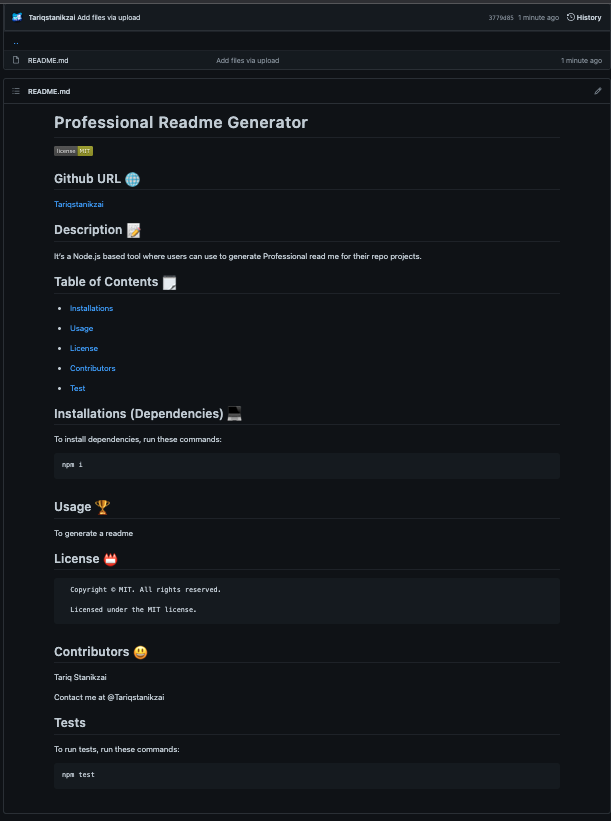 Tariqstanikzai Add files via upload 3779d85 1 minute ago History
..
README.md Add files via upload 1 minute ago
README.md
Professional Readme Generator
license MIT
Github URL 🌐
Tariqstanikzai
Description 📝
It's a Node.js based tool where users can use to generate Professional read me for their repo projects.
Table of Contents 🗒
Installations
Usage
License
Contributors
Test
Installations (Dependencies) 💻
To install dependencies, run these commands:
npm i
Usage 🏆
To generate a readme
License 📛
Copyright © MIT. All rights reserved.
Licensed under the MIT license.
Contributors 😃
Tariq Stanikzai
Contact me at @Tariqstanikzai
Tests
To run tests, run these commands:
npm test